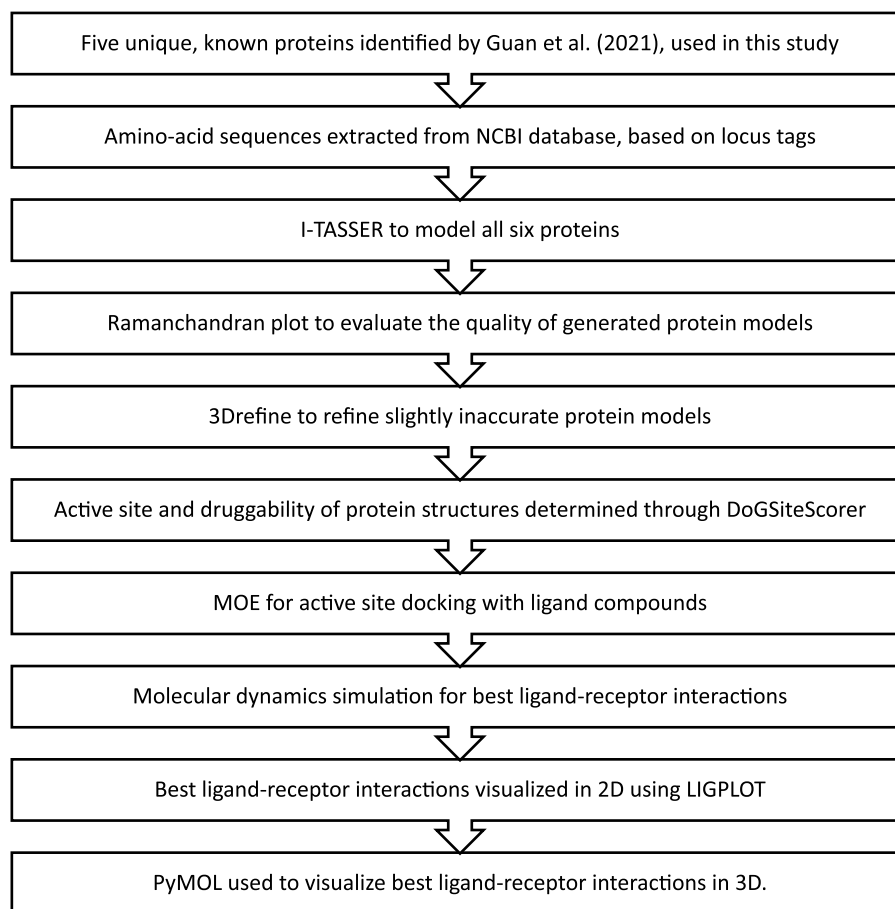 Five unique, known proteins identified by Guan et al. (2021), used in this study
Amino-acid sequences extracted from NCBI database, based on locus tags
I-TASSER to model all six proteins
Ramanchandran plot to evaluate the quality of generated protein models
3Drefine to refine slightly inaccurate protein models
Active site and druggability of protein structures determined through DoGSiteScorer
MOE for active site docking with ligand compounds
Molecular dynamics simulation for best ligand-receptor interactions
Best ligand-receptor interactions visualized in 2D using LIGPLOT
PyMOL used to visualize best ligand-receptor interactions in 3D.